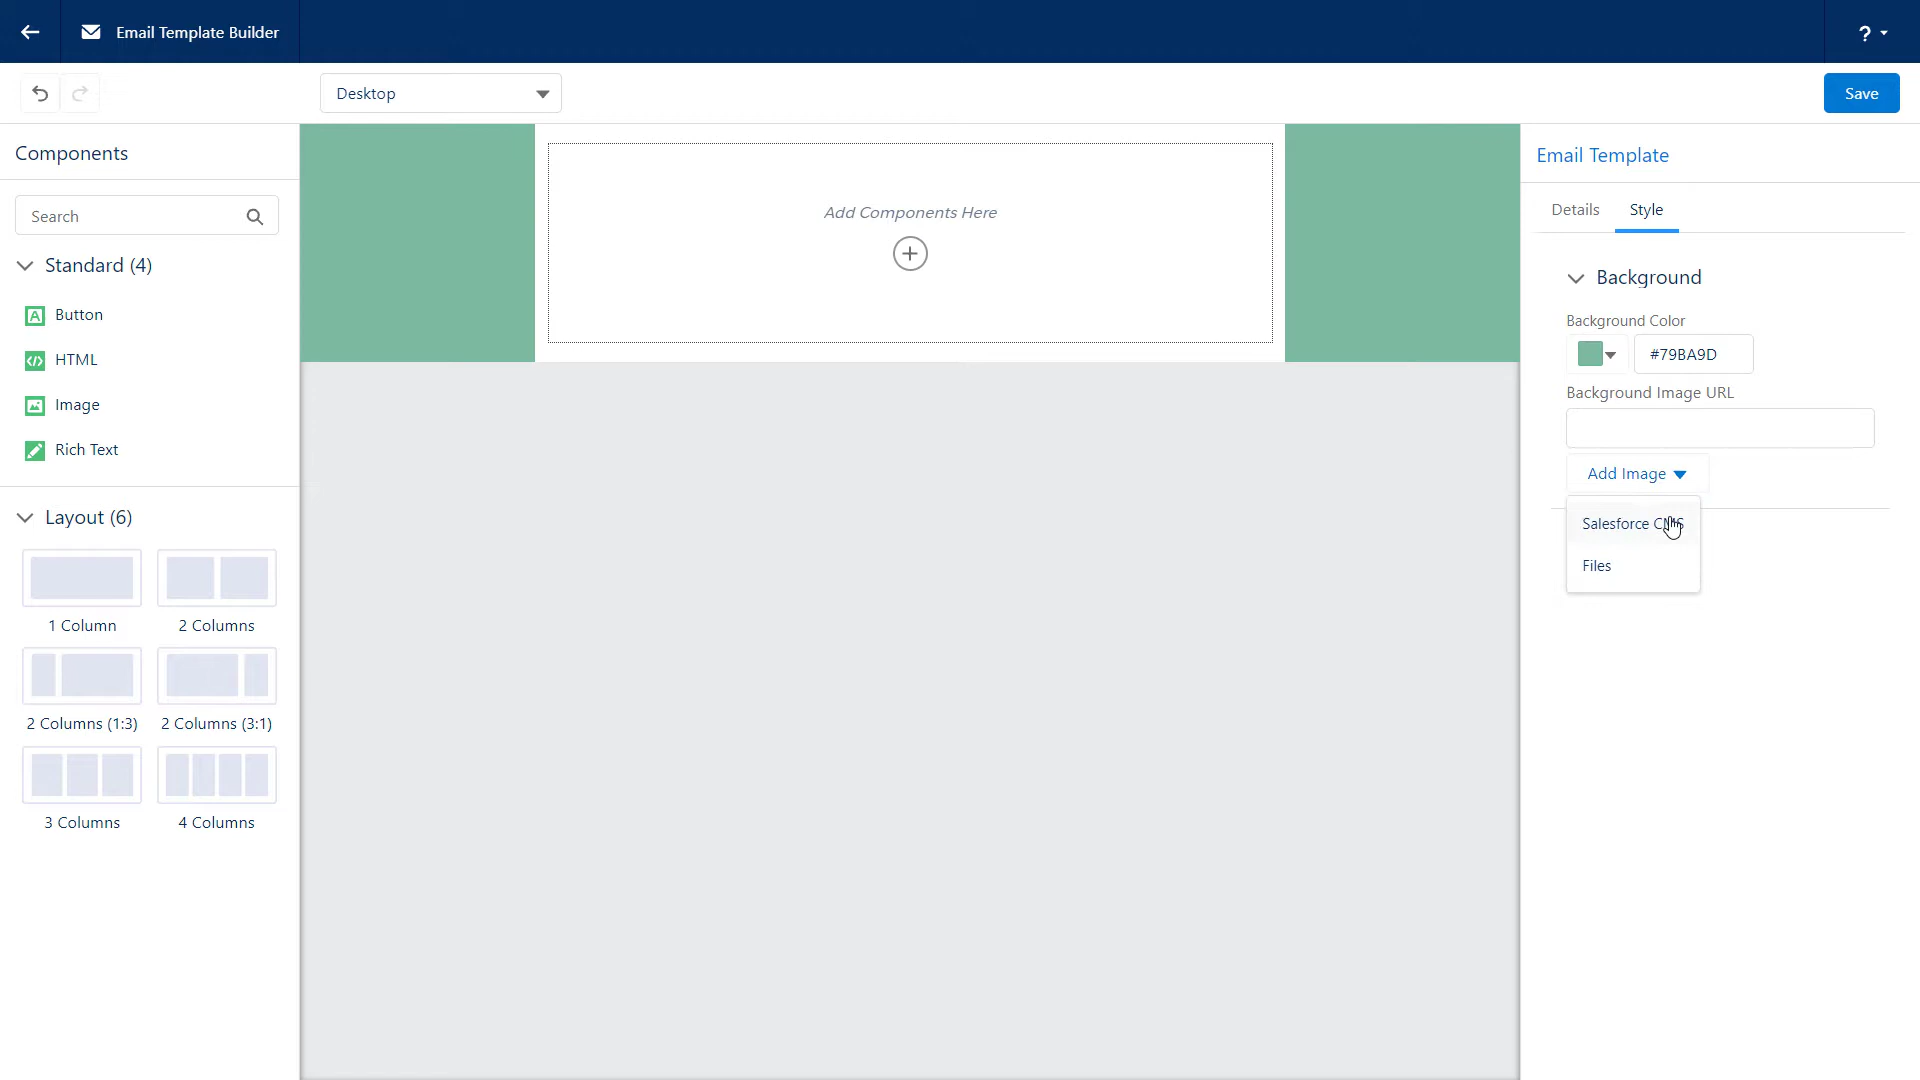 Email Template Builder
?
Desktop
Save
Components
Search
Standard (4)
Button
HTML
Image
Rich Text
Layout (6)
1 Column
2 Columns
2 Columns (1:3)
2 Columns (3:1)
3 Columns
4 Columns
Add Components Here
Email Template
Details
Style
Background
Background Color
#79BA9D
Background Image URL
Add Image
Salesforce CMS
Files